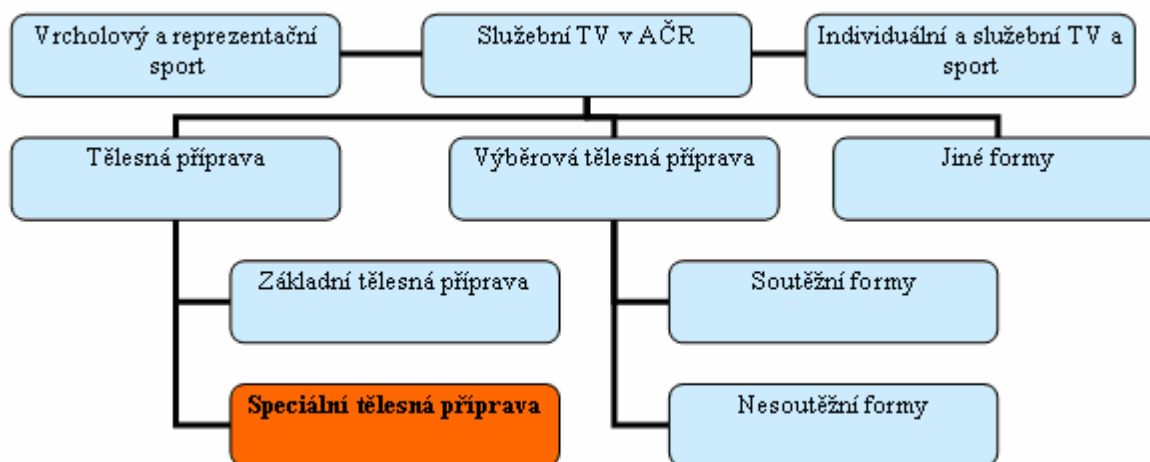 Vrcholový a reprezentační
sport
Služební TV v AČR
Individuální a služební TV a
sport
Tělesná příprava
Výběrová tělesná příprava
Jiné formy
Základní tělesná příprava
Soutěžní formy
Speciální tělesná příprava
Nesoutěžní formy